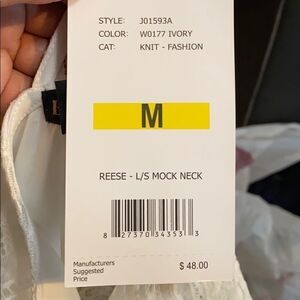 STYLE: J01593A
COLOR: W0177 IVORY
CAT: KNIT - FASHION
M
REESE - L/S MOCK NECK
8 27370 34353 3
Manufacturers
Suggested
Price $ 48.00